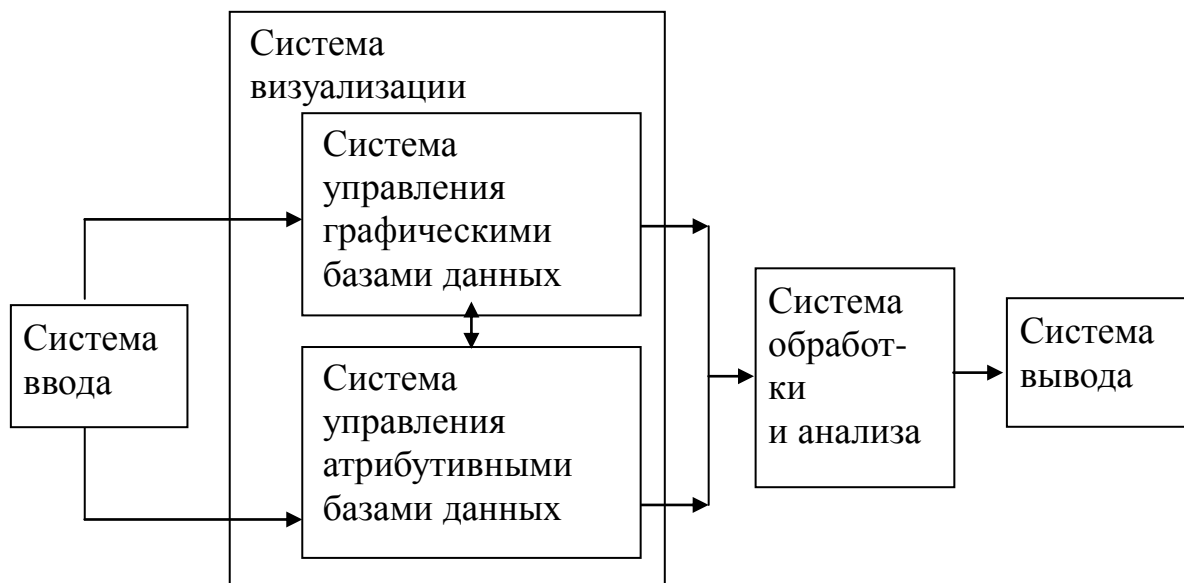 Система
визуализации
Система
управления
графическими
базами данных
Система
ввода
Система
управления
атрибутивными
базами данных
Система
обработ-
ки
и анализа
Система
вывода